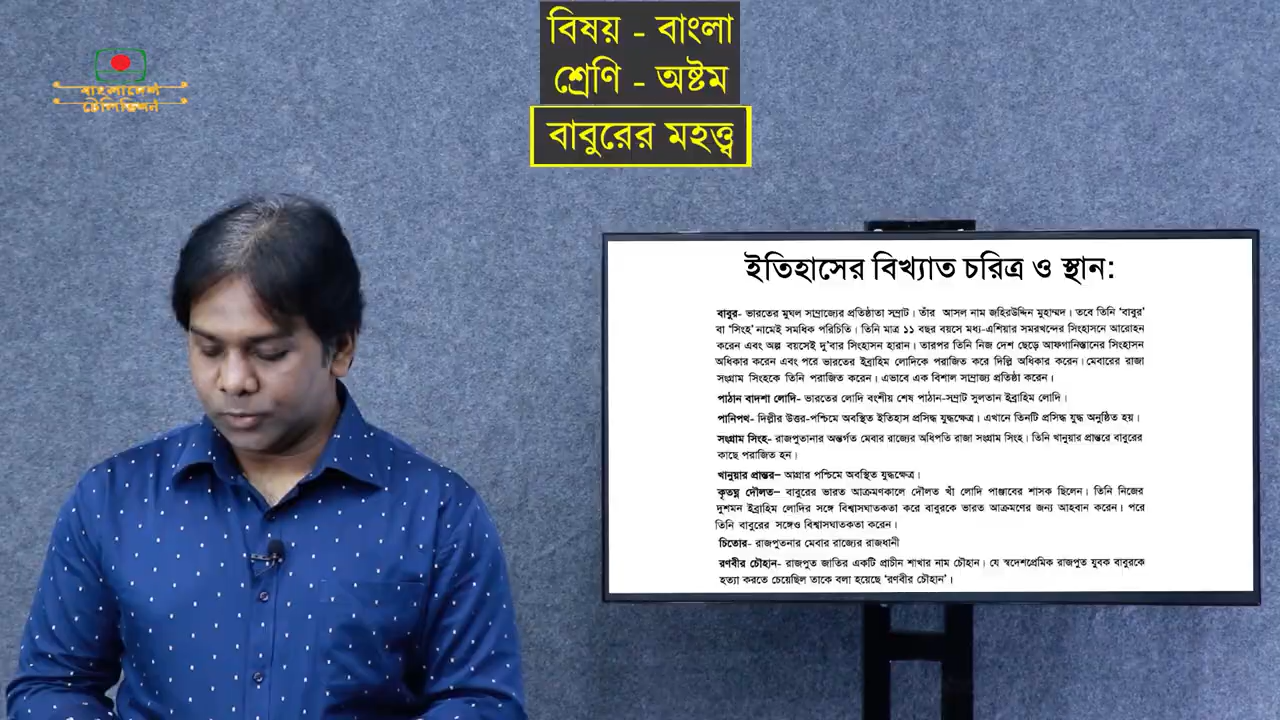 বিষয় - বাংলা
শ্রেণি - অষ্টম
বাবুরের মহত্ত্ব
বাংলাদেশ
টেলিভিশন
ইতিহাসের বিখ্যাত চরিত্র ও স্থান:
বাবুর- ভারতের মুঘল সাম্রাজ্যের প্রতিষ্ঠাতা সম্রাট। তাঁর আসল নাম জহিরউদ্দিন মুহাম্মদ। তবে তিনি ‘বাবুর’
বা ‘সিংহ’ নামেই সমধিক পরিচিতি। তিনি মাত্র ১১ বছর বয়সে মধ্য-এশিয়ার সমরখন্দের সিংহাসনে আরোহন
করেন এবং অল্প বয়সেই দু’বার সিংহাসন হারান। তারপর তিনি নিজ দেশ ছেড়ে আফগানিস্তানের সিংহাসন
অধিকার করেন এবং পরে ভারতের ইব্রাহিম লোদিকে পরাজিত করে দিল্লি অধিকার করেন। মেবারের রাজা
সংগ্রাম সিংহকে তিনি পরাজিত করেন। এভাবে এক বিশাল সাম্রাজ্য প্রতিষ্ঠা করেন।
পাঠান বাদশা লোদি- ভারতের লোদি বংশীয় শেষ পাঠান-সম্রাট সুলতান ইব্রাহিম লোদি।
পানিপথ- দিল্লীর উত্তর-পশ্চিমে অবস্থিত ইতিহাস প্রসিদ্ধ যুদ্ধক্ষেত্র। এখানে তিনটি প্রসিদ্ধ যুদ্ধ অনুষ্ঠিত হয়।
সংগ্রাম সিংহ- রাজপুতানার অন্তর্গত মেবার রাজ্যের অধিপতি রাজা সংগ্রাম সিংহ। তিনি খানুয়ার প্রান্তরে বাবুরের
কাছে পরাজিত হন।
খানুয়ার প্রান্তর– আগ্রার পশ্চিমে অবস্থিত যুদ্ধক্ষেত্র।
কৃতঘ্ন দৌলত– বাবুরের ভারত আক্রমণকালে দৌলত খাঁ লোদি পাঞ্জাবের শাসক ছিলেন। তিনি নিজের
দুশমন ইব্রাহিম লোদির সঙ্গে বিশ্বাসঘাতকতা করে বাবুরকে ভারত আক্রমণের জন্য আহবান করেন। পরে
তিনি বাবুরের সঙ্গেও বিশ্বাসঘাতকতা করেন।
চিতোর- রাজপুতনার মেবার রাজ্যের রাজধানী
রণবীর চৌহান- রাজপুত জাতির একটি প্রাচীন শাখার নাম চৌহান। যে স্বদেশপ্রেমিক রাজপুত যুবক বাবুরকে
হত্যা করতে চেয়েছিল তাকে বলা হয়েছে ‘রণবীর চৌহান’।